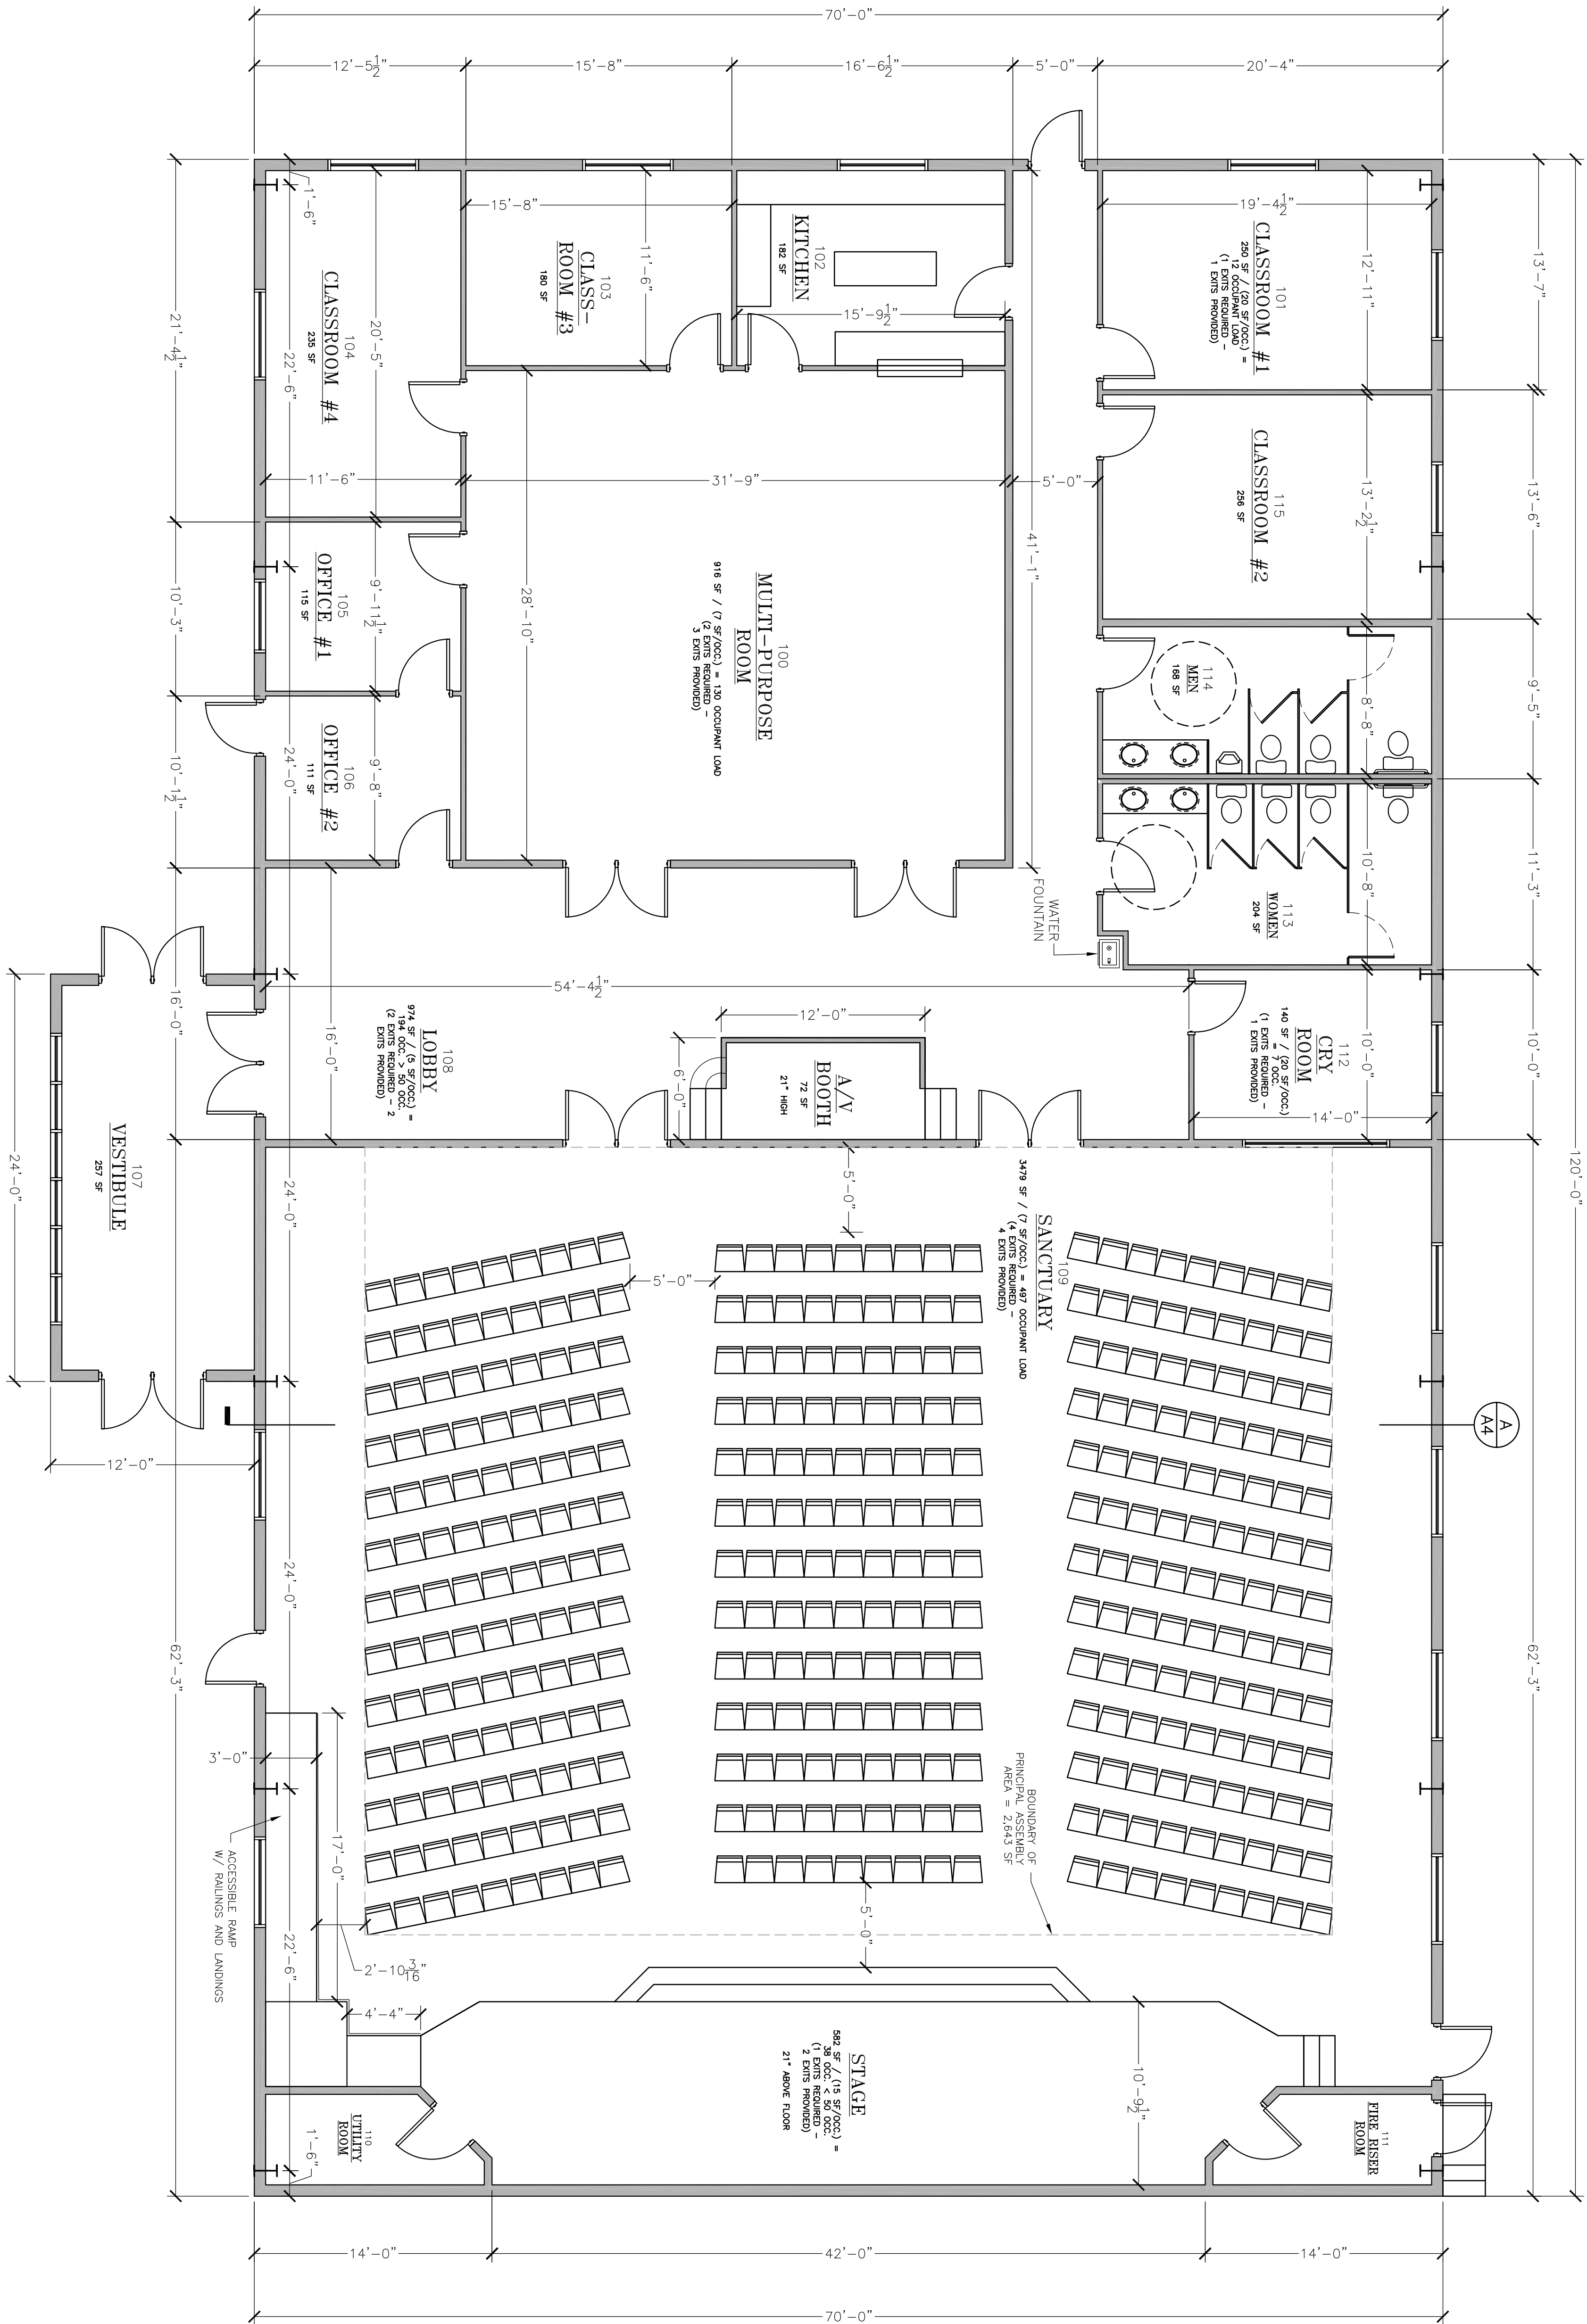 70'-0"
12'-5 1/2"
15'-8"
16'-6 1/2"
5'-0"
20'-4"
120'-0"
13'-7"
13'-6"
9'-5"
11'-3"
10'-0"
62'-3"
1'-6"
22'-6"
24'-0"
24'-0"
24'-0"
22'-6"
1'-6"
21'-4 1/2"
10'-3"
10'-1 1/2"
16'-0"
62'-3"
19'-4 1/2"
12'-11"
101
CLASSROOM #1
250 SF / (20 SF/OCC.) =
12 OCCUPANT LOAD
(1 EXITS REQUIRED -
1 EXITS PROVIDED)
102
KITCHEN
182 SF
15'-9 1/2"
103
CLASS-
ROOM #3
180 SF
15'-8"
11'-6"
104
CLASSROOM #4
235 SF
20'-5"
11'-6"
115
CLASSROOM #2
256 SF
13'-2 1/2"
5'-0"
41'-1"
31'-9"
28'-10"
100
MULTI-PURPOSE
ROOM
916 SF / (7 SF/OCC.) = 130 OCCUPANT LOAD
(2 EXITS REQUIRED -
3 EXITS PROVIDED)
105
OFFICE #1
115 SF
9'-11 1/2"
106
OFFICE #2
111 SF
9'-8"
114
MEN
168 SF
8'-8"
113
WOMEN
204 SF
10'-8"
WATER
FOUNTAIN
54'-4 1/2"
16'-0"
108
LOBBY
974 SF / (5 SF/OCC.) =
194 OCC. > 50 OCC.
(2 EXITS REQUIRED - 2
EXITS PROVIDED)
12'-0"
6'-0"
A/V
BOOTH
72 SF
21" HIGH
112
CRY
ROOM
140 SF / (20 SF/OCC.)
= 7 OCC.
(1 EXITS REQUIRED -
1 EXITS PROVIDED)
10'-0"
14'-0"
107
VESTIBULE
257 SF
24'-0"
12'-0"
5'-0"
5'-0"
109
SANCTUARY
3479 SF / (7 SF/OCC.) = 497 OCCUPANT LOAD
(4 EXITS REQUIRED -
4 EXITS PROVIDED)
A
A4
BOUNDARY OF
PRINCIPAL ASSEMBLY
AREA = 2,643 SF
5'-0"
3'-0"
17'-0"
2'-10 3/16"
4'-4"
ACCESSIBLE RAMP
W/ RAILINGS AND LANDINGS
STAGE
582 SF / (15 SF/OCC.) =
38 OCC. < 50 OCC.
(1 EXITS REQUIRED -
2 EXITS PROVIDED)
21" ABOVE FLOOR
10'-9 1/2"
110
UTILITY
ROOM
111
FIRE RISER
ROOM
14'-0"
42'-0"
14'-0"
70'-0"